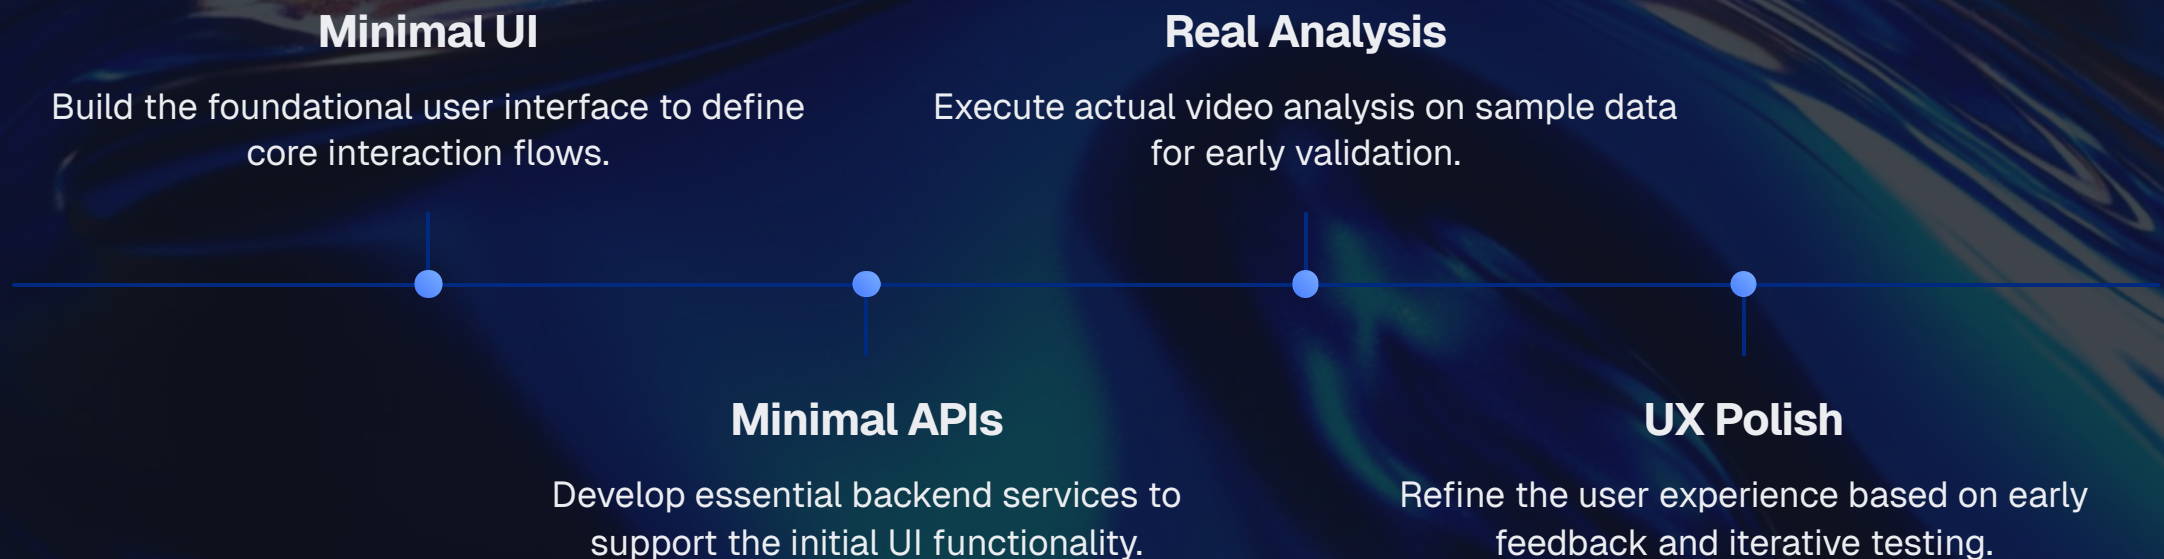 Minimal UI
Build the foundational user interface to define
core interaction flows.
Minimal APIs
Develop essential backend services to
support the initial UI functionality.
Real Analysis
Execute actual video analysis on sample data
for early validation.
UX Polish
Refine the user experience based on early
feedback and iterative testing.